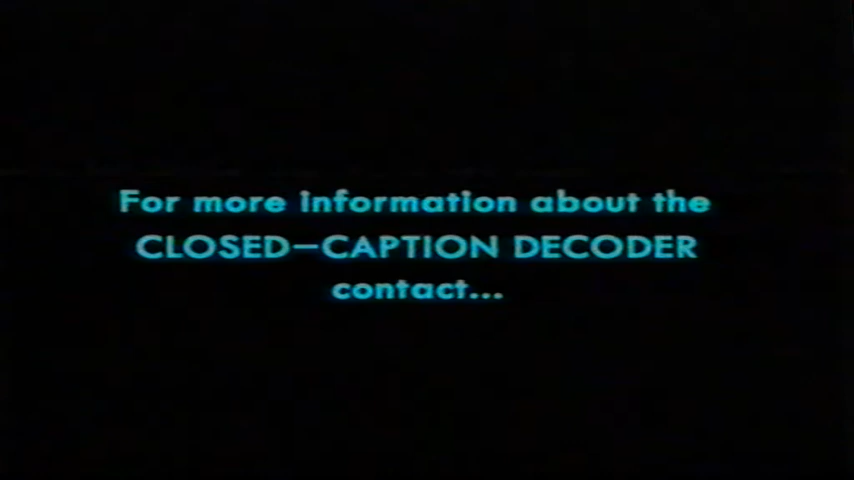 For more information about the
CLOSED-CAPTION DECODER
contact...